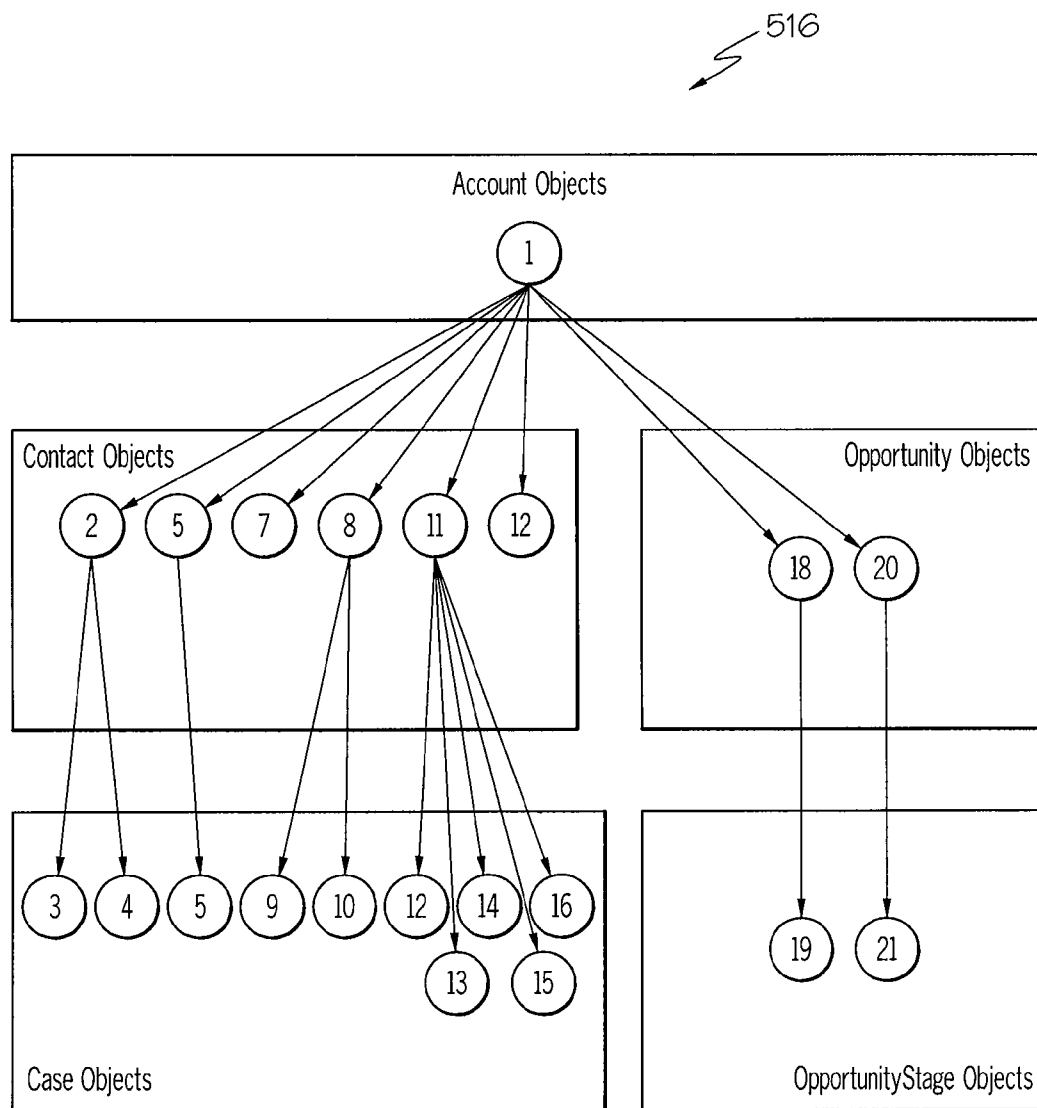 516
Account Objects
1
Contact Objects
Opportunity Objects
2 5 7 8 11 12
18 20
3 4 5 9 10 12 14 16
13 15
19 21
Case Objects
OpportunityStage Objects